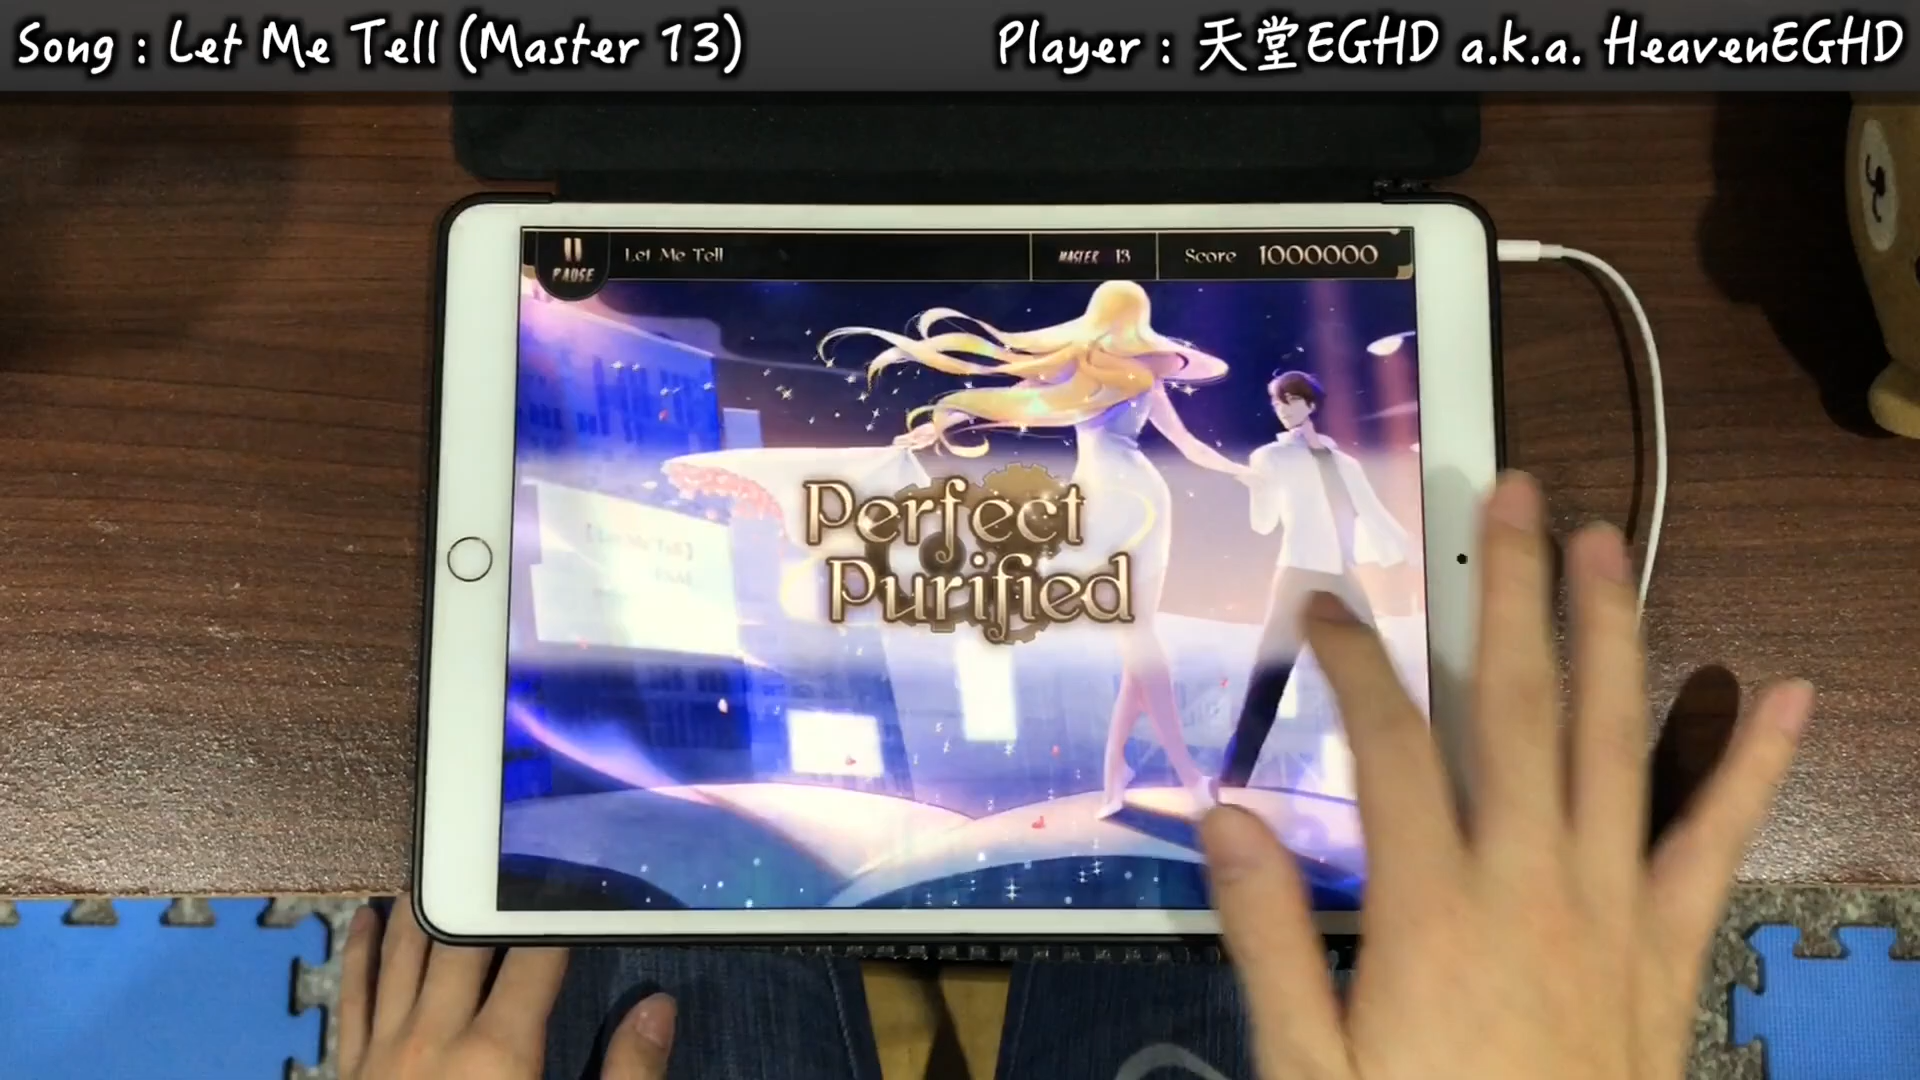 Song : Let Me Tell (Master 13)
Player : 天堂EGHD a.k.a. HeavenEGHD
PAUSE
Let Me Tell
MASTER 13
Score 1000000
Perfect
Purified